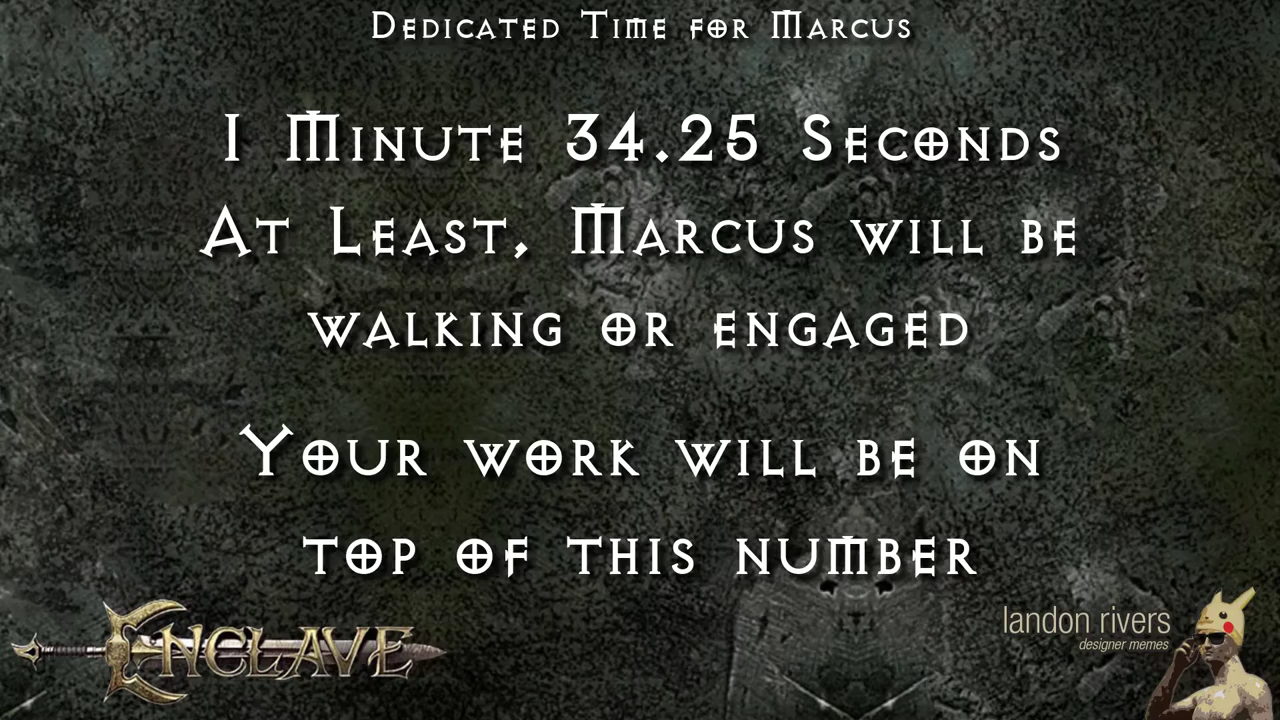 Dedicated Time for Marcus
1 Minute 34.25 Seconds
At Least, Marcus will be
walking or engaged
Your work will be on
top of this number
Enclave
landon rivers
designer memes